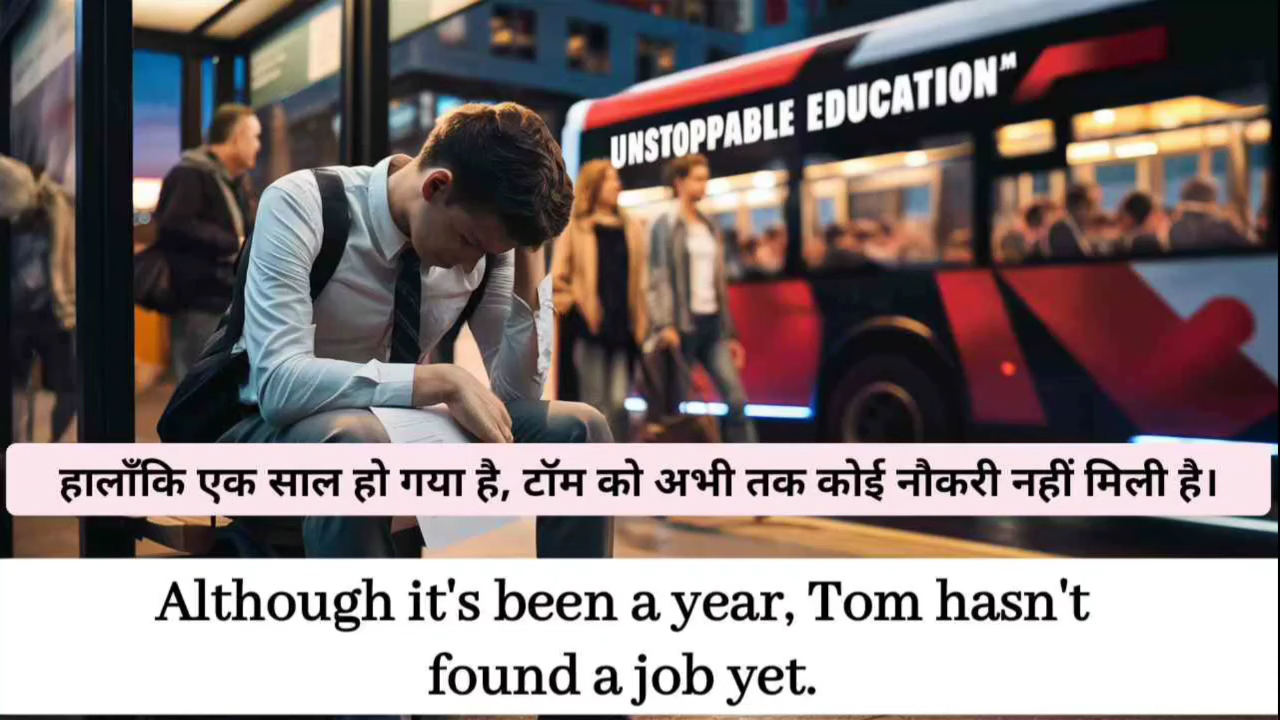 UNSTOPPABLE EDUCATION™
हालाँकि एक साल हो गया है, टॉम को अभी तक कोई नौकरी नहीं मिली है।
Although it's been a year, Tom hasn't
found a job yet.